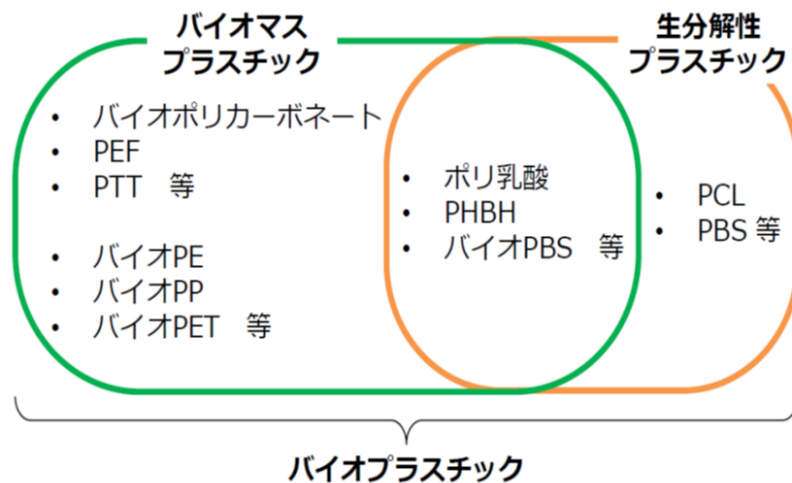 バイオマス
プラスチック
• バイオポリカーボネート
• PEF
• PTT 等
• バイオPE
• バイオPP
• バイオPET 等
• ポリ乳酸
• PHBH
• バイオPBS 等
生分解性
プラスチック
• PCL
• PBS 等
バイオプラスチック